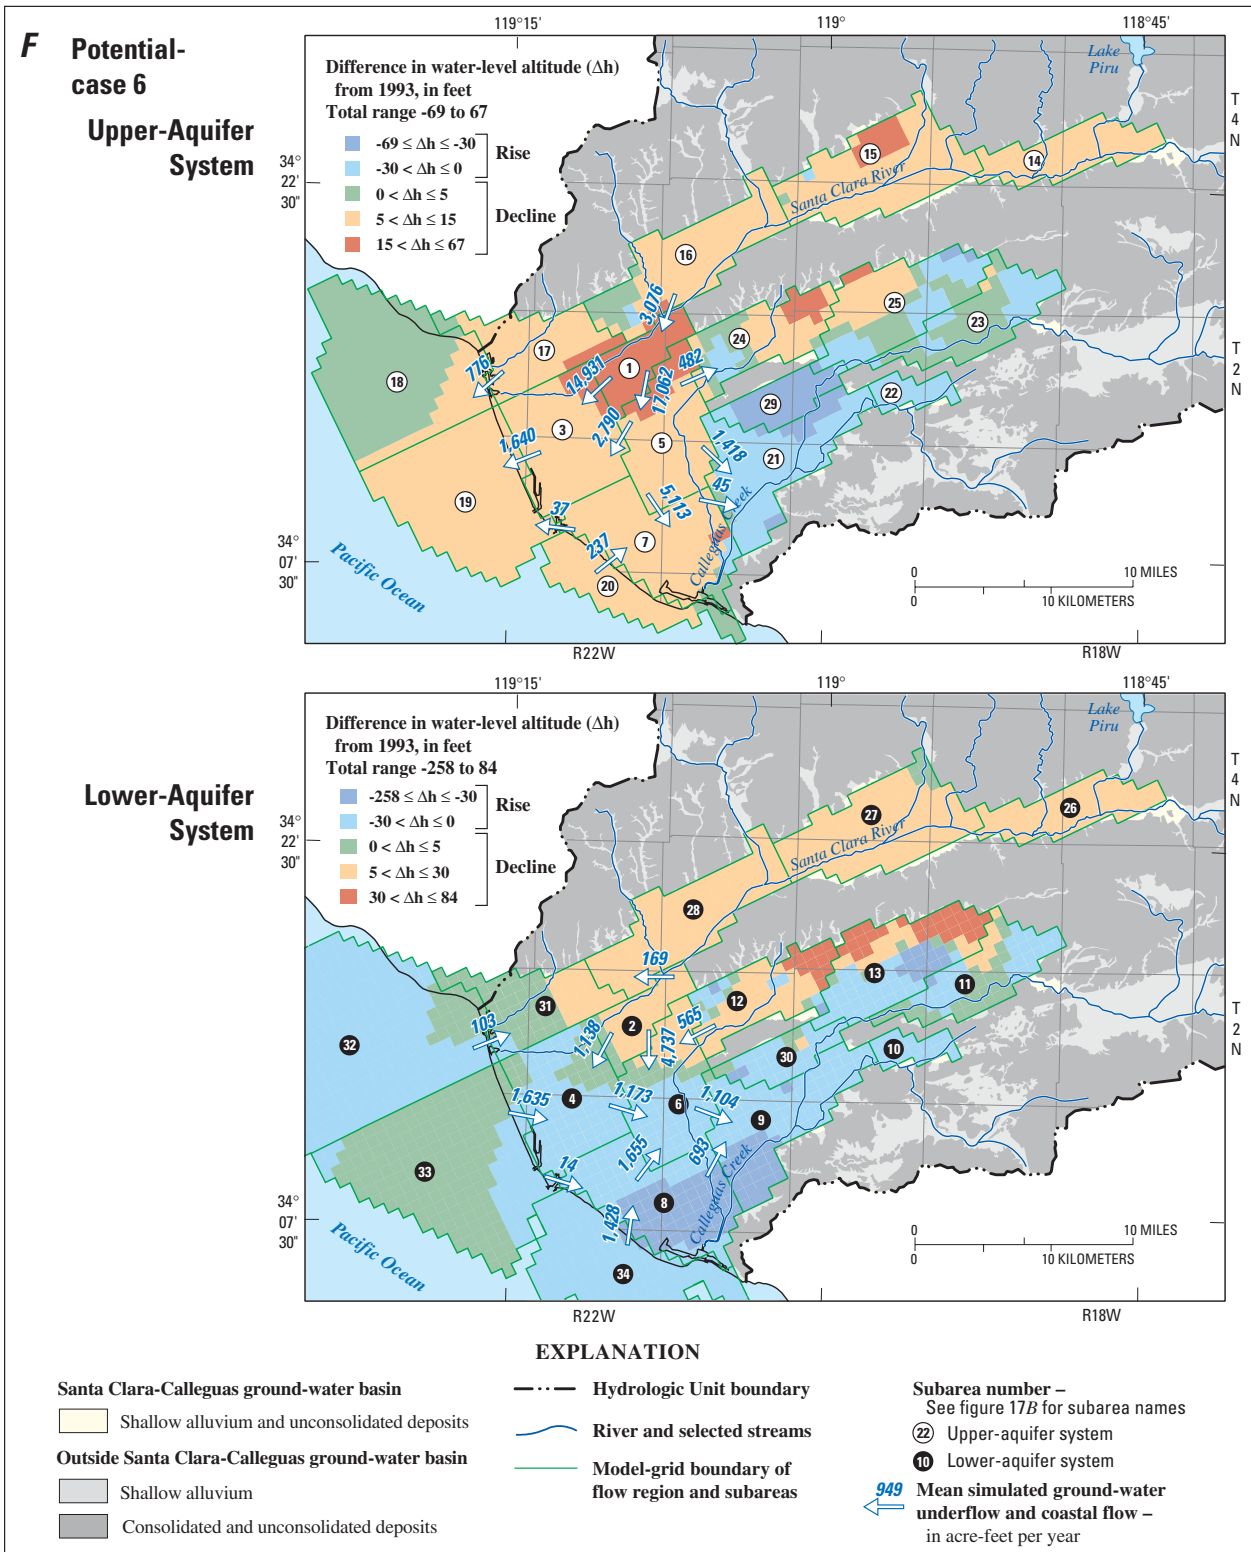 F Potential-
case 6
Upper-Aquifer
System
119°15'
119°
118°45'
Difference in water-level altitude (Δh)
from 1993, in feet
Total range -69 to 67
-69 ≤ Δh ≤ -30
-30 < Δh ≤ 0
Rise
0 < Δh ≤ 5
5 < Δh ≤ 15
15 < Δh ≤ 67
Decline
Lake
Piru
T
4
N
34°
22'
30"
15
14
Santa Clara River
16
3,076
25
23
24
17
18
776
14,931
1
482
17,062
29
22
3
2,790
5
1,418
21
1,640
45
19
5,113
37
7
237
20
Calleguas Creek
T
2
N
34°
07'
30"
Pacific Ocean
0 10 MILES
0 10 KILOMETERS
R22W
R18W
Lower-Aquifer
System
119°15'
119°
118°45'
Difference in water-level altitude (Δh)
from 1993, in feet
Total range -258 to 84
-258 ≤ Δh ≤ -30
-30 < Δh ≤ 0
Rise
0 < Δh ≤ 5
5 < Δh ≤ 30
30 < Δh ≤ 84
Decline
Lake
Piru
T
4
N
34°
22'
30"
27
26
Santa Clara River
28
169
13
11
12
31
32
103
1,138
2
565
4,737
30
10
1,635
4
1,173
6
1,104
9
33
14
1,655
693
8
1,428
34
Calleguas Creek
T
2
N
34°
07'
30"
Pacific Ocean
0 10 MILES
0 10 KILOMETERS
R22W
R18W
EXPLANATION
Santa Clara-Calleguas ground-water basin
Shallow alluvium and unconsolidated deposits
Outside Santa Clara-Calleguas ground-water basin
Shallow alluvium
Consolidated and unconsolidated deposits
Hydrologic Unit boundary
River and selected streams
Model-grid boundary of
flow region and subareas
Subarea number –
See figure 17B for subarea names
22 Upper-aquifer system
10 Lower-aquifer system
949 Mean simulated ground-water
underflow and coastal flow –
in acre-feet per year